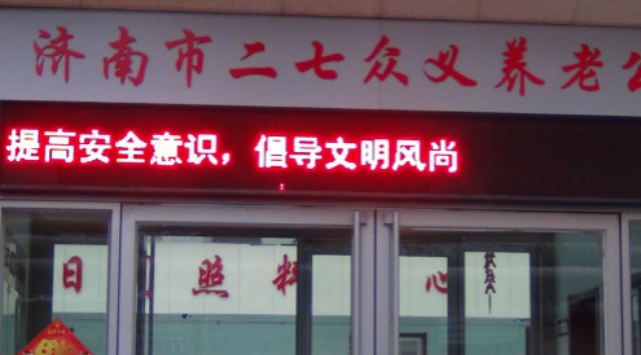 济南市二七众义养老公
提高安全意识，倡导文明风尚
日 照料 心